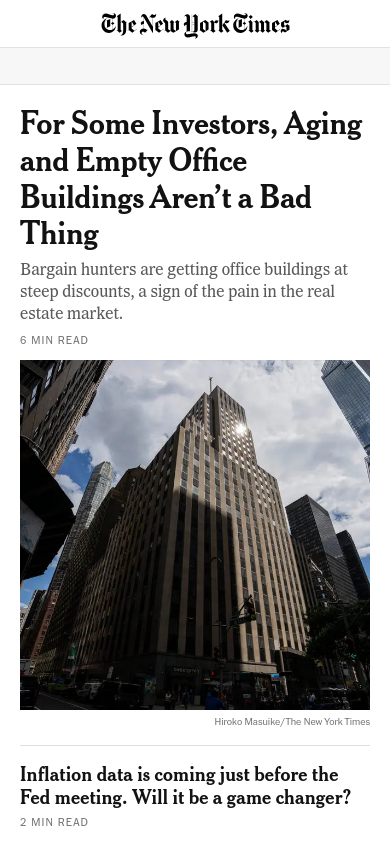 The New York Times
For Some Investors, Aging
and Empty Office
Buildings Aren’t a Bad
Thing
Bargain hunters are getting office buildings at
steep discounts, a sign of the pain in the real
estate market.
6 MIN READ
Hiroko Masuike/The New York Times
Inflation data is coming just before the
Fed meeting. Will it be a game changer?
2 MIN READ